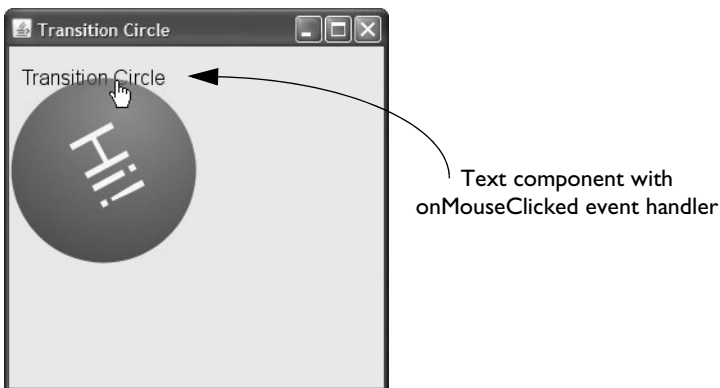 Transition Circle
Transition Circle
Hi!
Text component with
onMouseClicked event handler